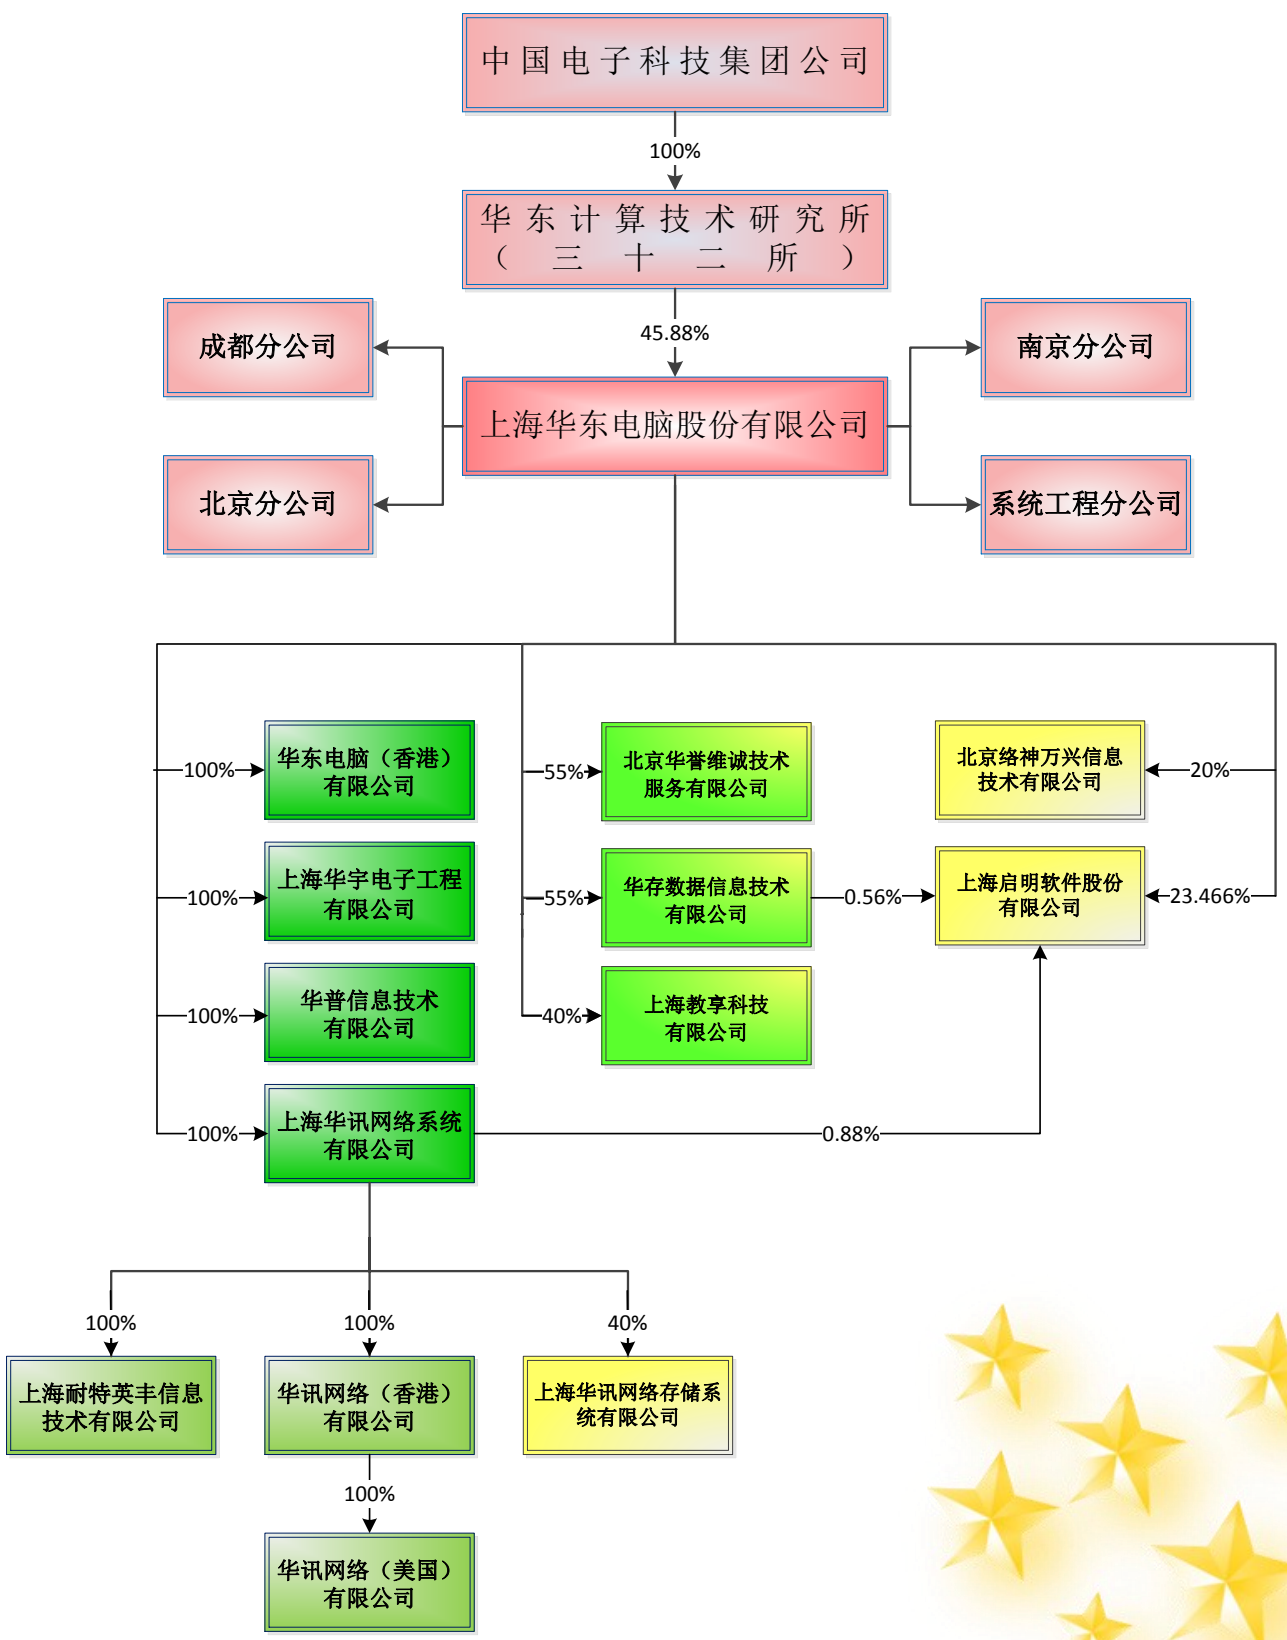 中国电子科技集团公司
100%
华东计算技术研究所
（三十二所）
45.88%
成都分公司
南京分公司
上海华东电脑股份有限公司
北京分公司
系统工程分公司
100%
华东电脑（香港）
有限公司
55%
北京华誉维诚技术
服务有限公司
北京络神万兴信息
技术有限公司
20%
100%
上海华宇电子工程
有限公司
55%
华存数据信息技术
有限公司
0.56%
上海启明软件股份
有限公司
23.466%
100%
华普信息技术
有限公司
40%
上海教享科技
有限公司
100%
上海华讯网络系统
有限公司
0.88%
100%
100%
40%
上海耐特英丰信息
技术有限公司
华讯网络（香港）
有限公司
上海华讯网络存储系
统有限公司
100%
华讯网络（美国）
有限公司